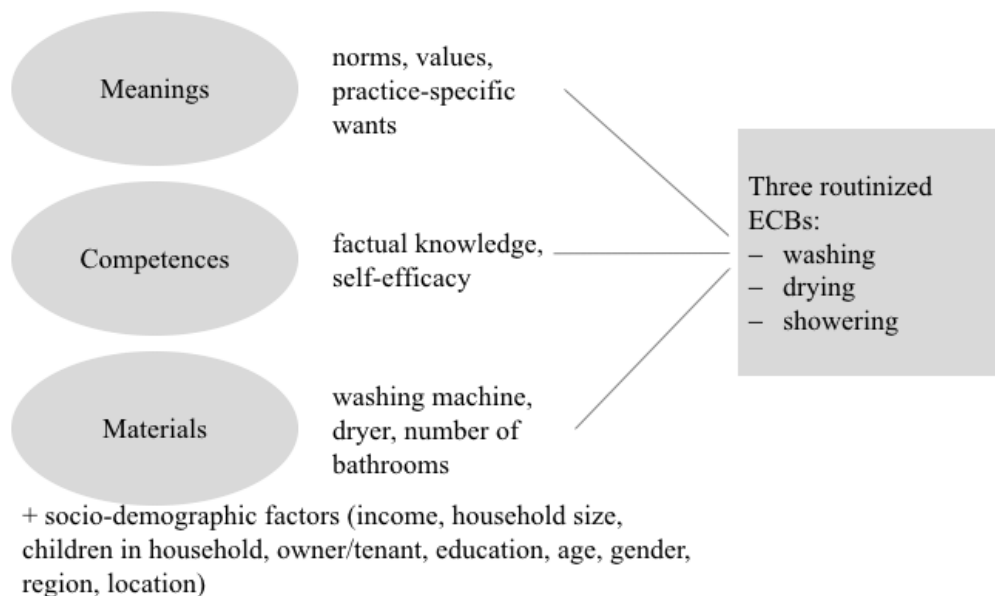 Meanings
norms, values,
practice-specific
wants
Competences
factual knowledge,
self-efficacy
Materials
washing machine,
dryer, number of
bathrooms
Three routinized
ECBs:
– washing
– drying
– showering
+ socio-demographic factors (income, household size,
children in household, owner/tenant, education, age, gender,
region, location)